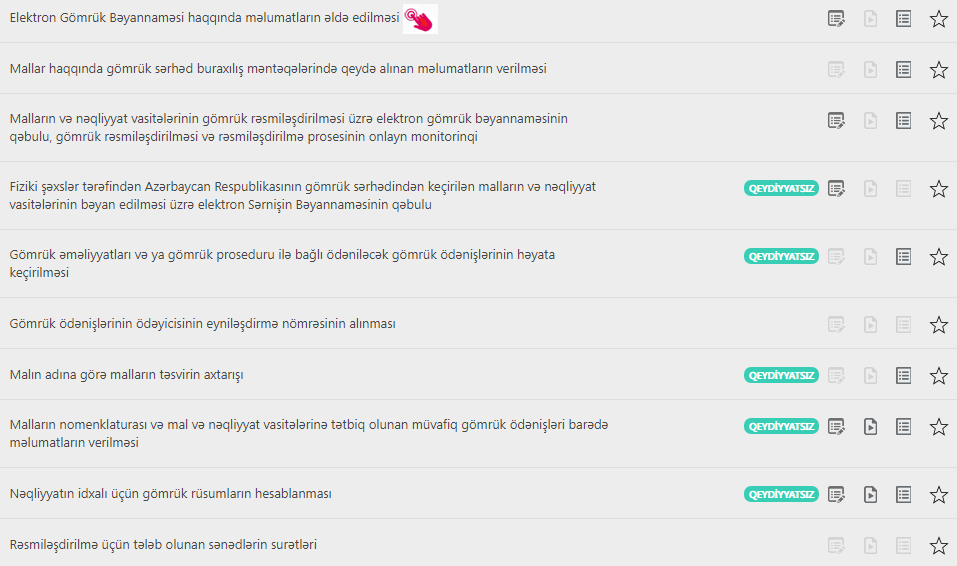 Elektron Gömrük Bəyannaməsi haqqında məlumatların əldə edilməsi
Mallar haqqında gömrük sərhəd buraxılış məntəqələrində qeydə alınan məlumatların verilməsi
Malların və nəqliyyat vasitələrinin gömrük rəsmiləşdirilməsi üzrə elektron gömrük bəyannaməsinin
qəbulu, gömrük rəsmiləşdirilməsi və rəsmiləşdirilmə prosesinin onlayn monitorinqi
Fiziki şəxslər tərəfindən Azərbaycan Respublikasının gömrük sərhədindən keçirilən malların və nəqliyyat
vasitələrinin bəyan edilməsi üzrə elektron Sərnişin Bəyannaməsinin qəbulu
QEYDİYYATSIZ
Gömrük əməliyyatları və ya gömrük proseduru ilə bağlı ödəniləcək gömrük ödənişlərinin həyata
keçirilməsi
QEYDİYYATSIZ
Gömrük ödənişlərinin ödəyicisinin eyniləşdirmə nömrəsinin alınması
Malın adına görə malların təsvirin axtarışı
QEYDİYYATSIZ
Malların nomenklaturası və mal və nəqliyyat vasitələrinə tətbiq olunan müvafiq gömrük ödənişləri barədə
məlumatların verilməsi
QEYDİYYATSIZ
Nəqliyyatın idxalı üçün gömrük rüsumların hesablanması
QEYDİYYATSIZ
Rəsmiləşdirilmə üçün tələb olunan sənədlərin surətləri